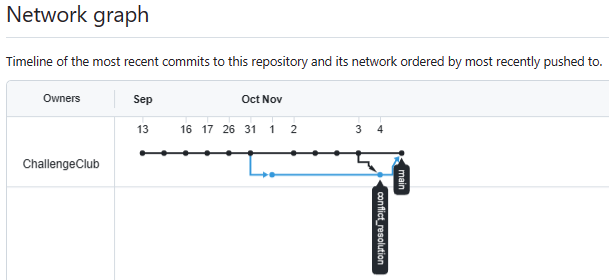 Network graph
Timeline of the most recent commits to this repository and its network ordered by most recently pushed to.
Owners Sep Oct Nov
13 16 17 26 31 1 2 3 4
ChallengeClub
main
conflict_resolution